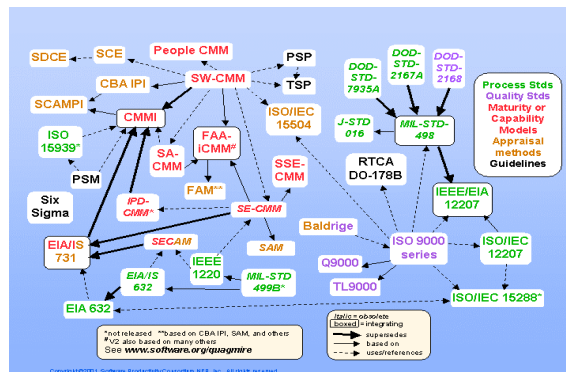 People CMM
SCE
SDCE
PSP
SW-CMM
TSP
CBA IPI
SCAMPI
CMMI
ISO/IEC
15504
FAA-
iCMM#
ISO
15939*
SA-
CMM
SSE-
CMM
PSM
FAM**
IPD-
CMM*
SE-CMM
Six
Sigma
EIA/IS
731
SECAM
SAM
IEEE
1220
EIA/IS
632
MIL-STD
499B*
EIA 632
DOD-
STD-
7935A
DOD-
STD-
2167A
DOD-
STD-
2168
J-STD
016
MIL-STD-
498
RTCA
DO-178B
IEEE/EIA
12207
Baldrige
ISO 9000
series
ISO/IEC
12207
Q9000
TL9000
ISO/IEC 15288*
Process Stds
Quality Stds
Maturity or
Capability
Models
Appraisal
methods
Guidelines
*not released **based on CBA IPI, SAM, and others
#V2 also based on many others
See www.software.org/quagmire
Italic = obsolete
boxed = integrating
supersedes
based on
uses/references